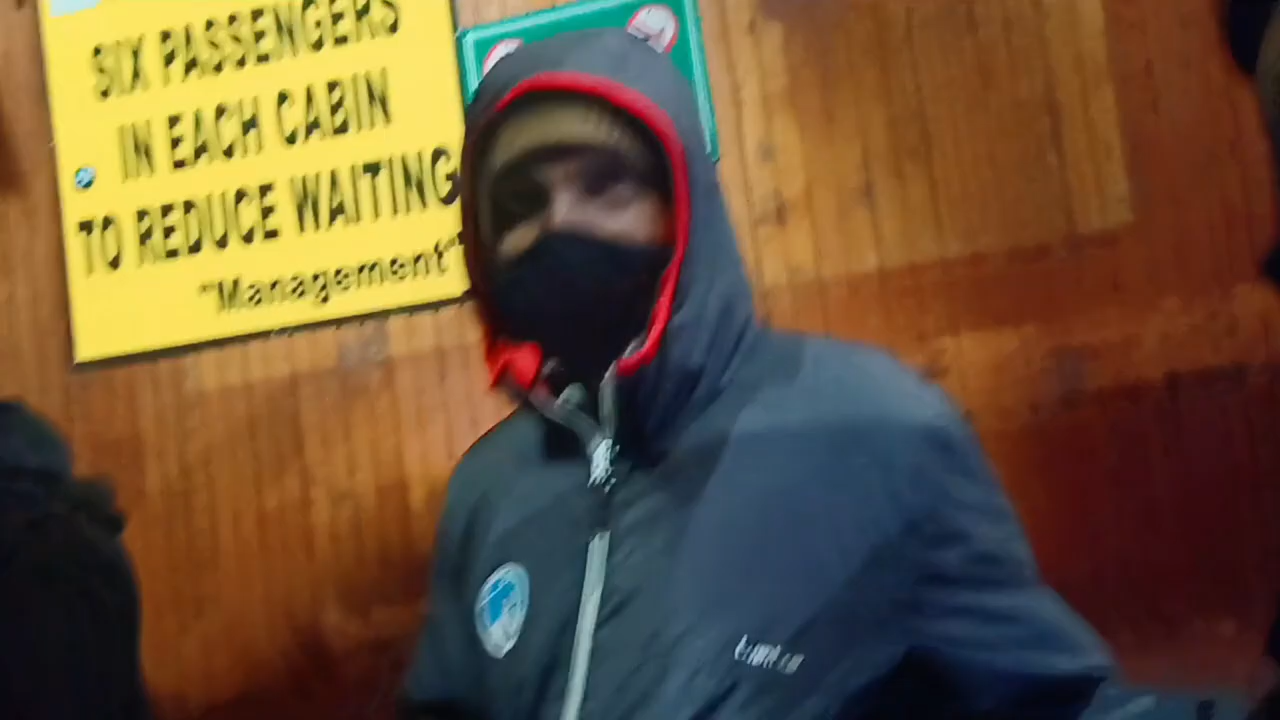 SIX PASSENGERS
IN EACH CABIN
TO REDUCE WAITING
"Management"